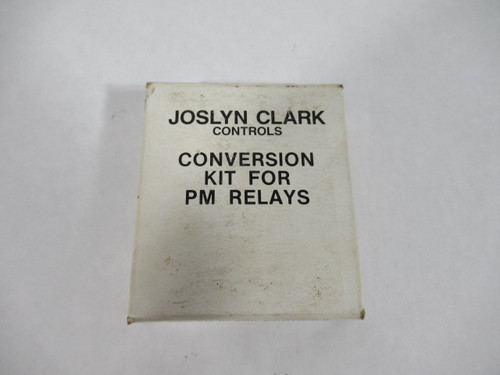 JOSLYN CLARK
CONTROLS
CONVERSION
KIT FOR
PM RELAYS